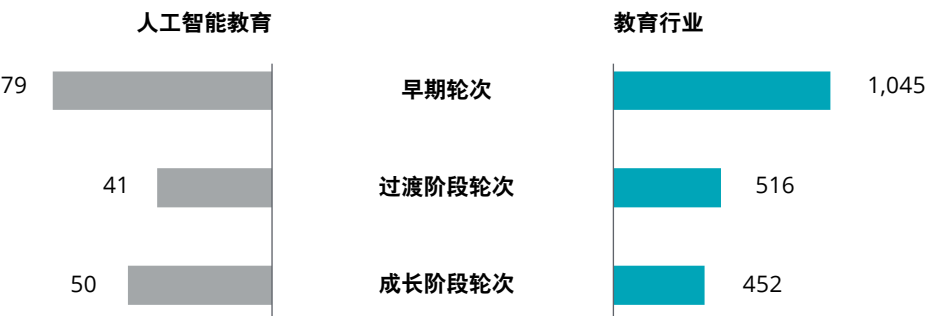 人工智能教育 教育行业
79 早期轮次 1,045
41 过渡阶段轮次 516
50 成长阶段轮次 452